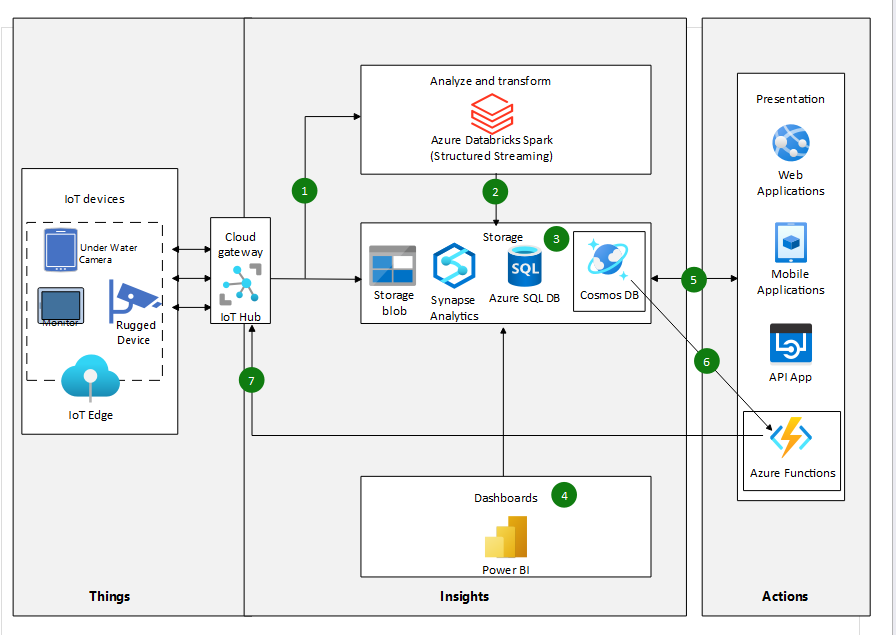 Analyze and transform
Azure Databricks Spark
(Structured Streaming)
Presentation
Web
Applications
Mobile
Applications
API App
Azure Functions
IoT devices
Under Water
Camera
Monitor
Rugged
Device
IoT Edge
Cloud
gateway
IoT Hub
1
2
3
Storage
Storage
blob
Synapse
Analytics
SQL
Azure SQL DB
Cosmos DB
5
6
7
Dashboards
4
Power BI
Things
Insights
Actions